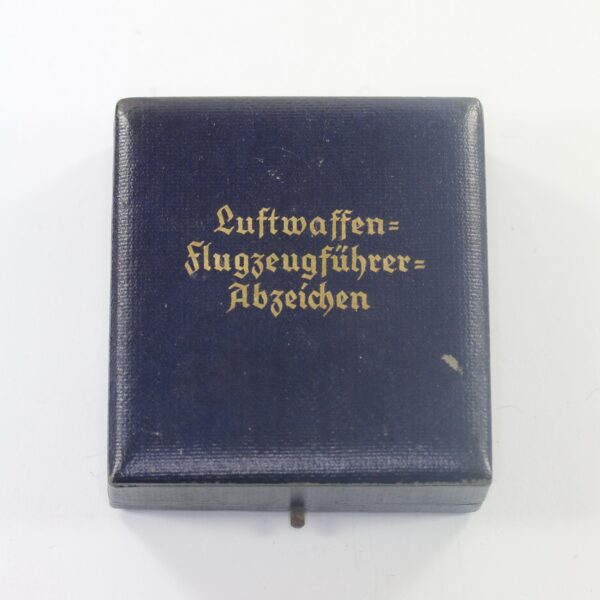 Luftwaffen=
Flugzeugführer=
Abzeichen